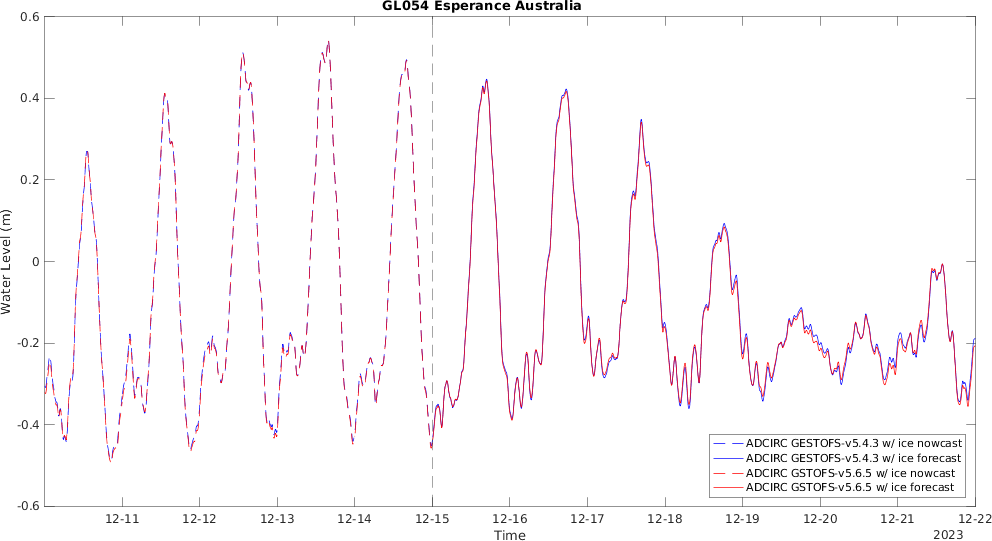 GL054 Esperance Australia
0.6
0.4
0.2
0
-0.2
-0.4
-0.6
Water Level (m)
ADCIRC GESTOFS-v5.4.3 w/ ice nowcast
ADCIRC GESTOFS-v5.4.3 w/ ice forecast
ADCIRC GSTOFS-v5.6.5 w/ ice nowcast
ADCIRC GSTOFS-v5.6.5 w/ ice forecast
12-11 12-12 12-13 12-14 12-15 12-16 12-17 12-18 12-19 12-20 12-21 12-22
Time
2023